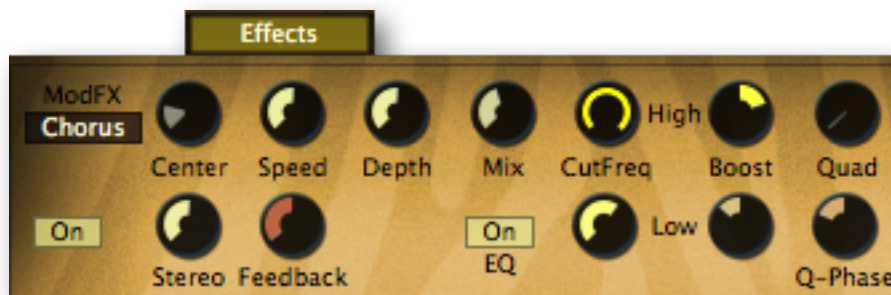 Effects
ModFX
Chorus
High
Center Speed Depth Mix CutFreq Boost Quad
On
On
Low
EQ
Stereo Feedback
Q-Phase